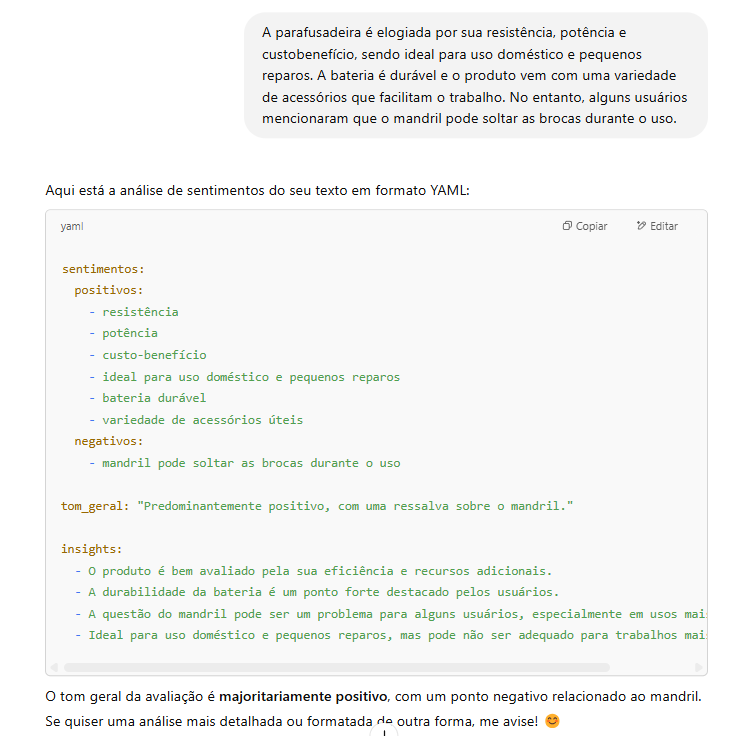 A parafusadeira é elogiada por sua resistência, potência e
custobenefício, sendo ideal para uso doméstico e pequenos
reparos. A bateria é durável e o produto vem com uma variedade
de acessórios que facilitam o trabalho. No entanto, alguns usuários
mencionaram que o mandril pode soltar as brocas durante o uso.
Aqui está a análise de sentimentos do seu texto em formato YAML:
yaml Copiar Editar
sentimentos:
positivos:
- resistência
- potência
- custo-benefício
- ideal para uso doméstico e pequenos reparos
- bateria durável
- variedade de acessórios úteis
negativos:
- mandril pode soltar as brocas durante o uso
tom_geral: "Predominantemente positivo, com uma ressalva sobre o mandril."
insights:
- O produto é bem avaliado pela sua eficiência e recursos adicionais.
- A durabilidade da bateria é um ponto forte destacado pelos usuários.
- A questão do mandril pode ser um problema para alguns usuários, especialmente em usos mai
- Ideal para uso doméstico e pequenos reparos, mas pode não ser adequado para trabalhos mai
O tom geral da avaliação é majoritariamente positivo, com um ponto negativo relacionado ao mandril.
Se quiser uma análise mais detalhada ou formatada de outra forma, me avise! 😊